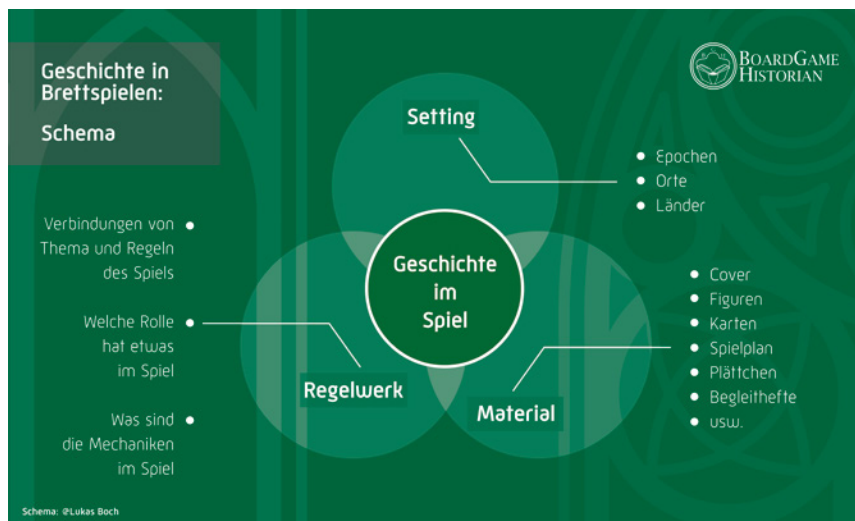 Geschichte in
Brettspielen:
Schema
BOARDGAME
HISTORIAN
Setting
Epochen
Orte
Länder
Verbindungen von
Thema und Regeln
des Spiels
Welche Rolle
hat etwas
im Spiel
Was sind
die Mechaniken
im Spiel
Geschichte
im
Spiel
Regelwerk
Material
Cover
Figuren
Karten
Spielplan
Plättchen
Begleithefte
usw.
Schema: @Lukas Boch